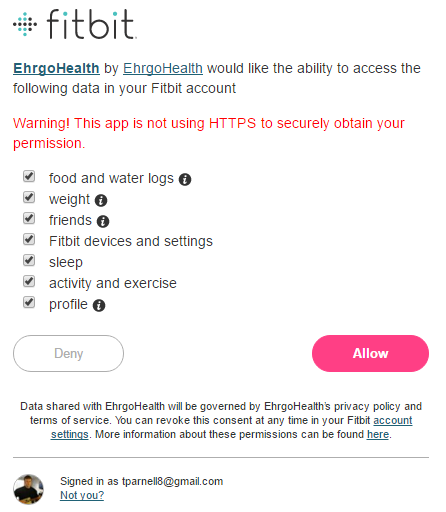 fitbit
EhrgoHealth by EhrgoHealth would like the ability to access the
following data in your Fitbit account
Warning! This app is not using HTTPS to securely obtain your
permission.
food and water logs
weight
friends
Fitbit devices and settings
sleep
activity and exercise
profile
Deny
Allow
Data shared with EhrgoHealth will be governed by EhrgoHealth's privacy policy and
terms of service. You can revoke this consent at any time in your Fitbit account
settings. More information about these permissions can be found here.
Signed in as tparnell8@gmail.com
Not you?